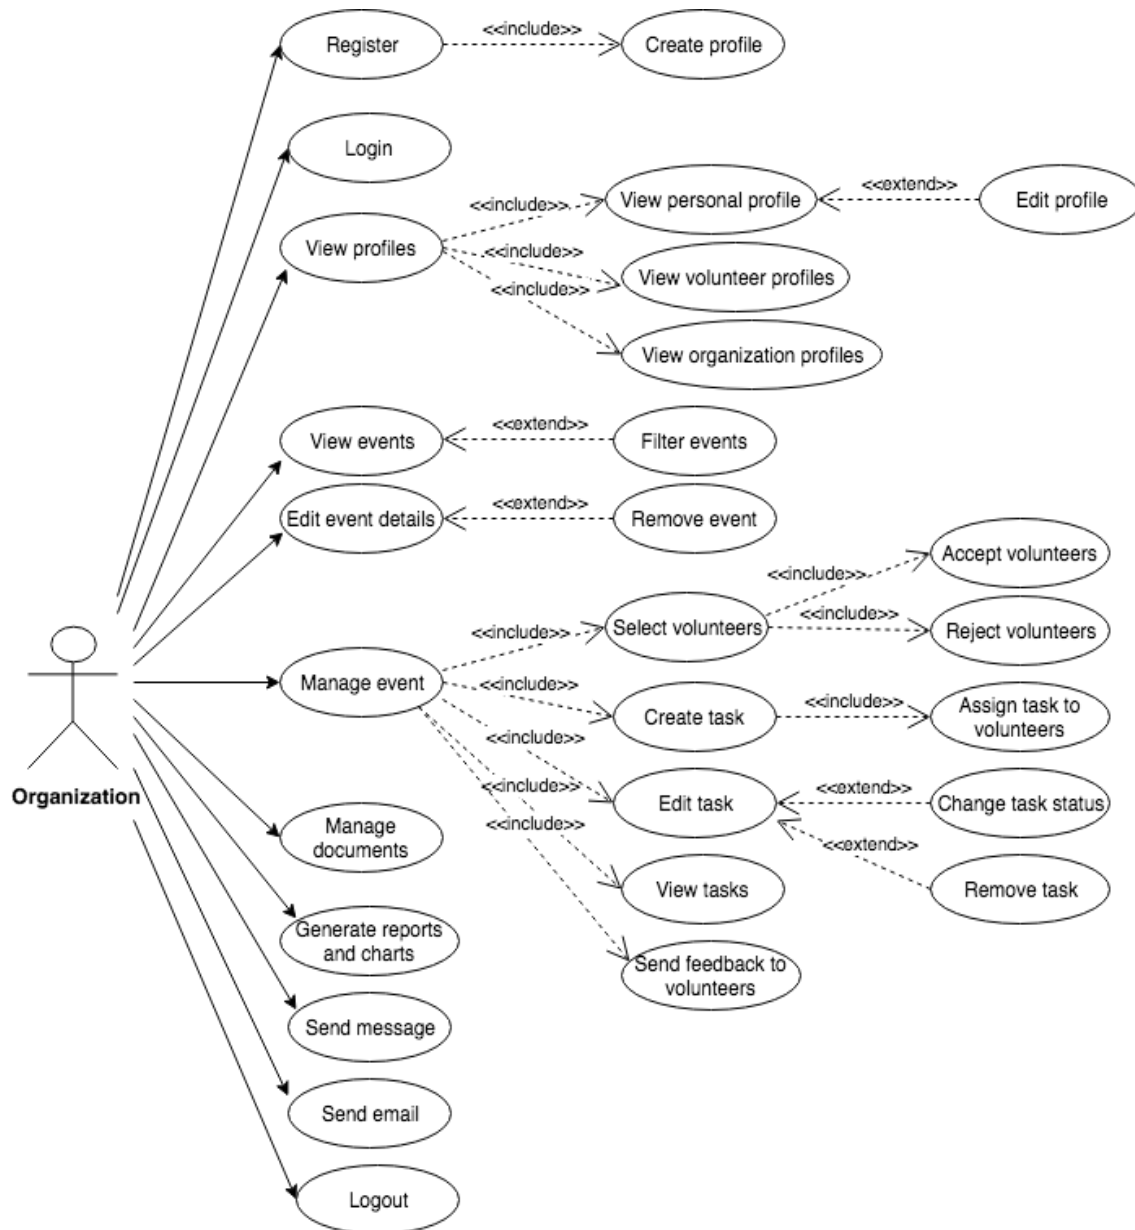 Register
<<include>>
Create profile
Login
View profiles
<<include>>
View personal profile
<<extend>>
Edit profile
<<include>>
View volunteer profiles
<<include>>
View organization profiles
View events
<<extend>>
Filter events
Edit event details
<<extend>>
Remove event
Organization
Manage event
<<include>>
Select volunteers
<<include>>
Accept volunteers
<<include>>
Reject volunteers
<<include>>
Create task
<<include>>
Assign task to
volunteers
<<include>>
Edit task
<<extend>>
Change task status
<<extend>>
Remove task
<<include>>
View tasks
<<include>>
Send feedback to
volunteers
Manage
documents
Generate reports
and charts
Send message
Send email
Logout